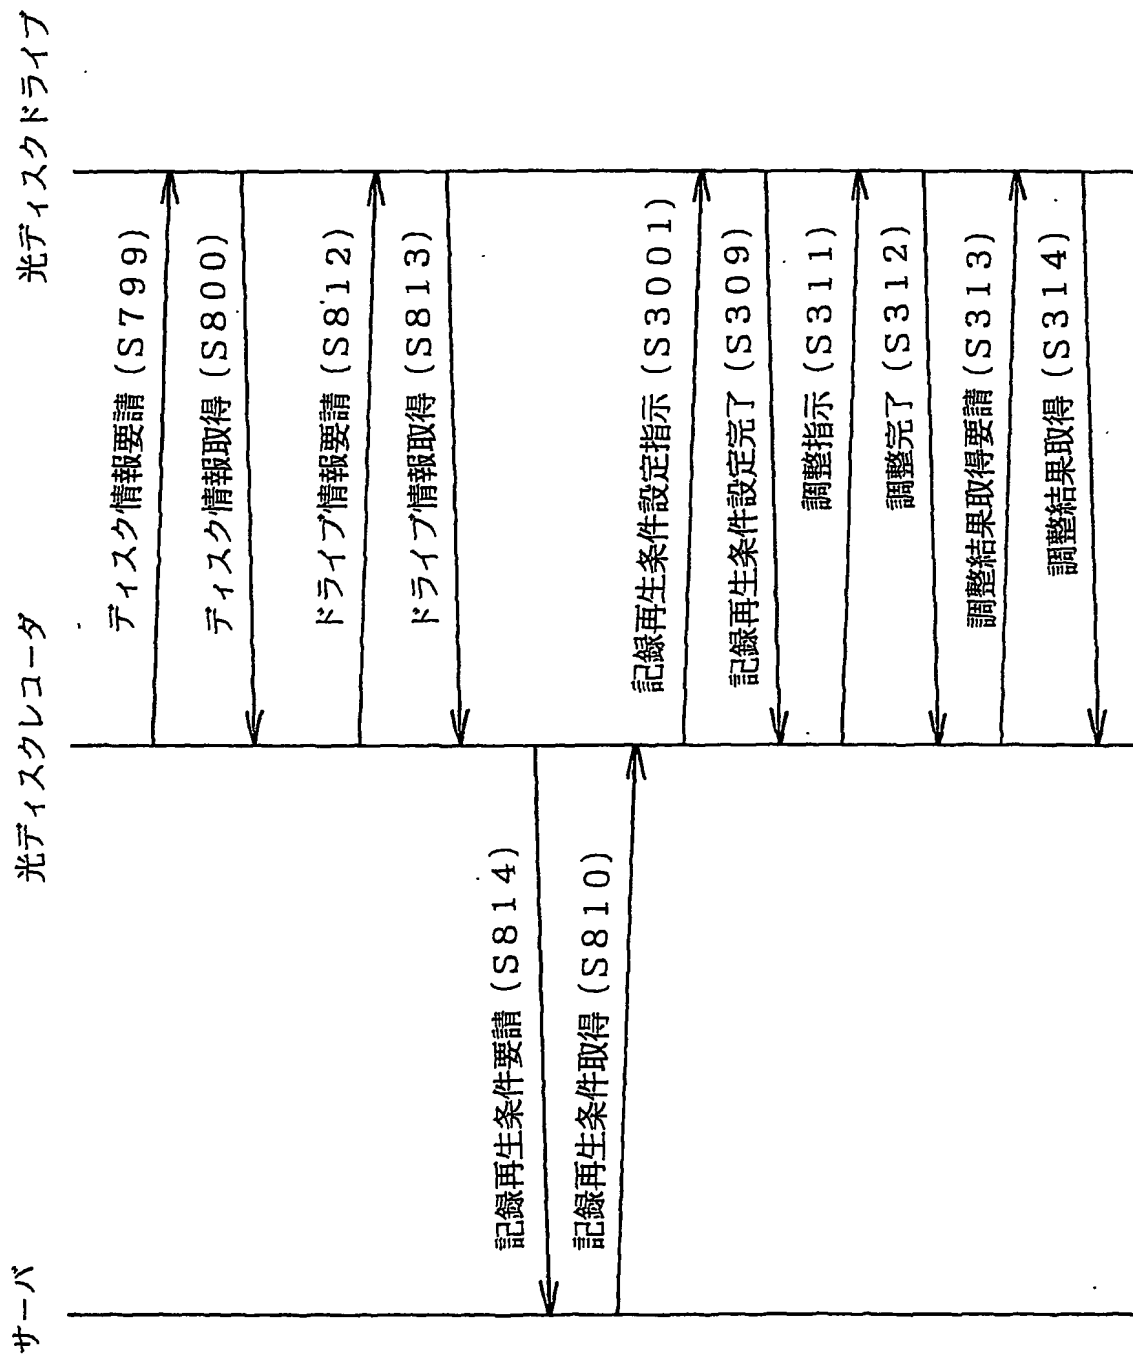 サーバ
光ディスクレコーダ
光ディスクドライブ
ディスク情報要請(S799)
ディスク情報取得(S800)
ドライブ情報要請(S812)
ドライブ情報取得(S813)
記録再生条件要請(S814)
記録再生条件取得(S810)
記録再生条件設定指示(S3001)
記録再生条件設定完了(S309)
調整指示(S311)
調整完了(S312)
調整結果取得要請(S313)
調整結果取得(S314)